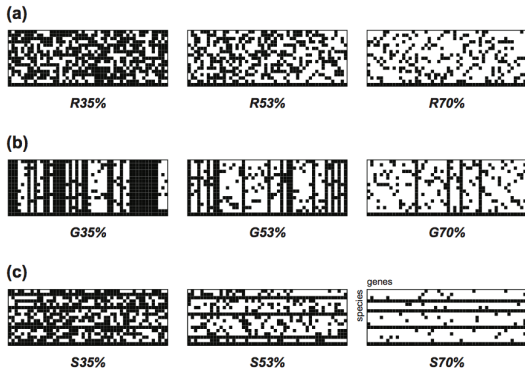 (a)
R35% R53% R70%
(b)
G35% G53% G70%
(c)
genes
species
S35% S53% S70%